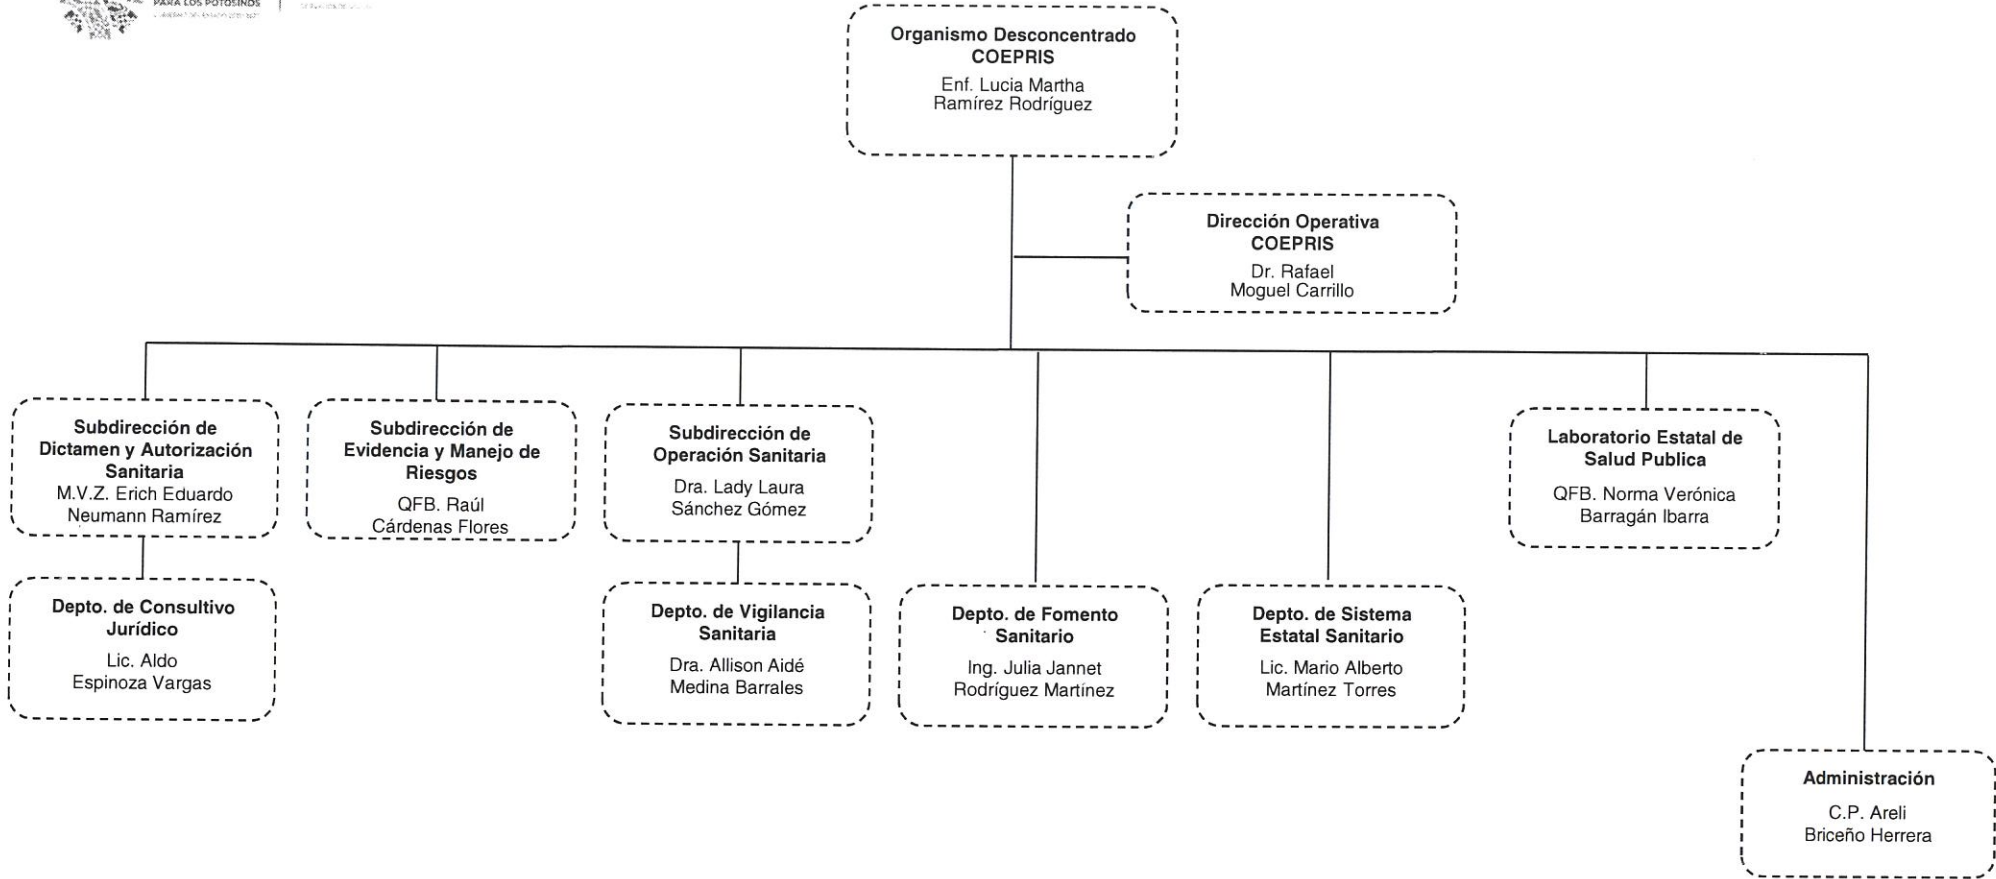 PARA LOS POTOSINOS
Organismo Desconcentrado
COEPRIS
Enf. Lucia Martha
Ramírez Rodríguez
Dirección Operativa
COEPRIS
Dr. Rafael
Moguel Carrillo
Subdirección de
Dictamen y Autorización
Sanitaria
M.V.Z. Erich Eduardo
Neumann Ramírez
Subdirección de
Evidencia y Manejo de
Riesgos
QFB. Raúl
Cárdenas Flores
Subdirección de
Operación Sanitaria
Dra. Lady Laura
Sánchez Gómez
Laboratorio Estatal de
Salud Publica
QFB. Norma Verónica
Barragán Ibarra
Depto. de Consultivo
Jurídico
Lic. Aldo
Espinoza Vargas
Depto. de Vigilancia
Sanitaria
Dra. Allison Aidé
Medina Barrales
Depto. de Fomento
Sanitario
Ing. Julia Jannet
Rodríguez Martínez
Depto. de Sistema
Estatal Sanitario
Lic. Mario Alberto
Martínez Torres
Administración
C.P. Areli
Briceño Herrera